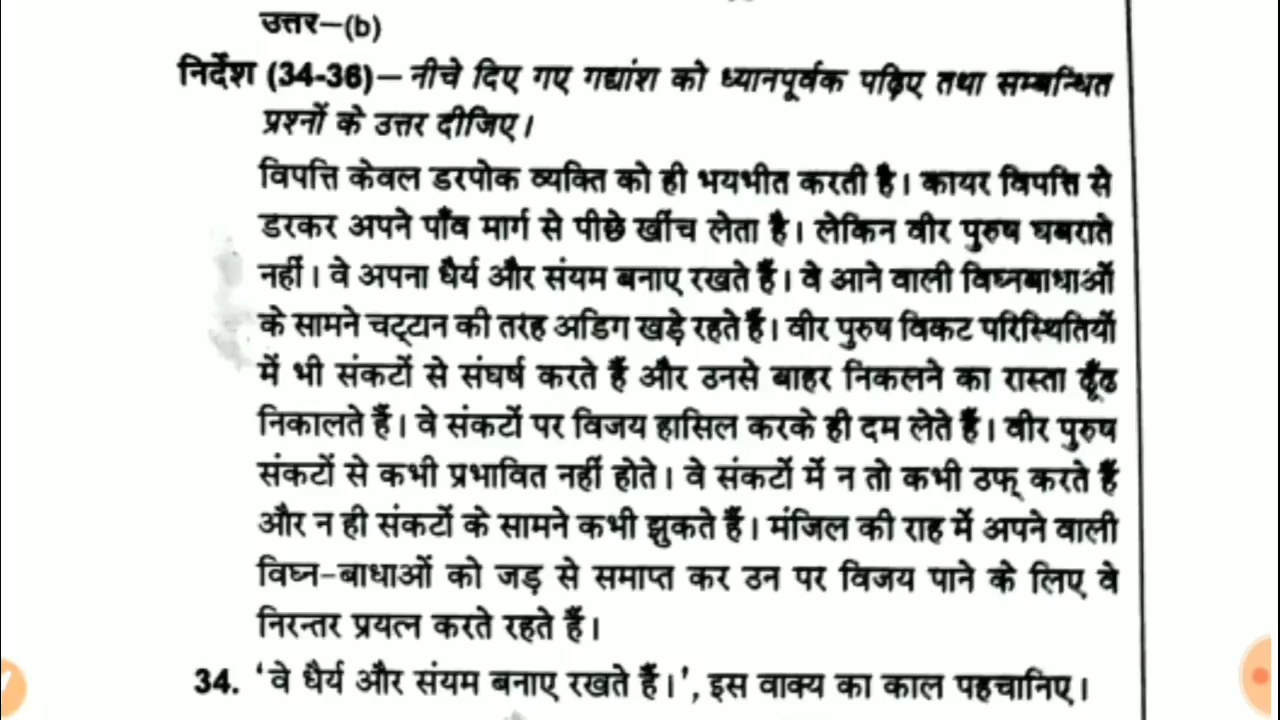 उत्तर–(b)
निर्देश (34-36)– नीचे दिए गए गद्यांश को ध्यानपूर्वक पढ़िए तथा सम्बन्धित
प्रश्नों के उत्तर दीजिए।
विपत्ति केवल डरपोक व्यक्ति को ही भयभीत करती है। कायर विपत्ति से
डरकर अपने पाँव मार्ग से पीछे खींच लेता है। लेकिन वीर पुरुष घबराते
नहीं। वे अपना धैर्य और संयम बनाए रखते हैं। वे आने वाली विघ्नबाधाओं
के सामने चट्टान की तरह अडिग खड़े रहते हैं। वीर पुरुष विकट परिस्थितियों
में भी संकटों से संघर्ष करते हैं और उनसे बाहर निकलने का रास्ता ढूँढ
निकालते हैं। वे संकटों पर विजय हासिल करके ही दम लेते हैं। वीर पुरुष
संकटों से कभी प्रभावित नहीं होते। वे संकटों में न तो कभी उफ् करते हैं
और न ही संकटों के सामने कभी झुकते हैं। मंजिल की राह में अपने वाली
विघ्न-बाधाओं को जड़ से समाप्त कर उन पर विजय पाने के लिए वे
निरन्तर प्रयत्न करते रहते हैं।
34. 'वे धैर्य और संयम बनाए रखते हैं।', इस वाक्य का काल पहचानिए।